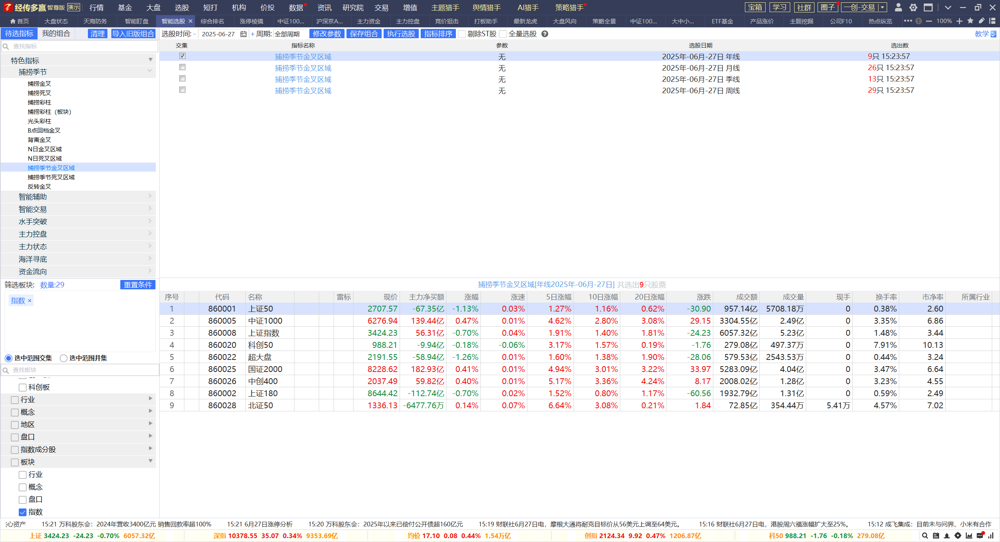 经传多赢 智尊版 演示 行情 基金 大盘 选股 短打 机构 价投 数据 资讯 研究院 交易 增值 主题猎手 舆情猎手 AI猎手 策略猎手 宝箱 学习 社群 圈子 一创-交易
首页 大盘状态 天海防务 智能盯盘 智能选股 综合排名 涨停棱镜 中证100... 沪深京A... 主力资金 主力控盘 竞价狙击 打板助手 最新龙虎 大盘风向 策略全景 中证100... 大中小... ETF基金 产品涨价 主题挖掘 公司F10 热点纵览 ••• 100%
待选指标 我的组合 清理 导入旧版组合 选股时间: - 2025-06-27 + 周期: 全部周期 修改参数 保存组合 执行选股 指标排序 剔除ST股 全量选股 教学
查找指标
特色指标
捕捞季节
捕捞金叉
捕捞死叉
捕捞彩柱
捕捞彩柱（板块）
光头彩柱
B点回档金叉
背离金叉
N日金叉区域
N日死叉区域
捕捞季节金叉区域
捕捞季节死叉区域
反转金叉
智能辅助
智能交易
水手突破
主力控盘
主力状态
海洋寻底
资金流向
交集 指标名称 参数 选股日期 选出数
捕捞季节金叉区域 无 2025年-06月-27日 年线 9只 15:23:57
捕捞季节金叉区域 无 2025年-06月-27日 月线 26只 15:23:57
捕捞季节金叉区域 无 2025年-06月-27日 季线 13只 15:23:57
捕捞季节金叉区域 无 2025年-06月-27日 周线 29只 15:23:57
筛选板块: 数量:29 重置条件
指数 ×
选中范围交集 选中范围并集
查找板块
科创板
行业
概念
地区
盘口
指数成分股
板块
行业
概念
盘口
指数
捕捞季节金叉区域[年线2025年-06月-27日] 共选出9只股票
序号 代码 名称 雷标 现价 主力净买额 涨幅 涨速 5日涨幅 10日涨幅 20日涨幅 涨跌 成交额 成交量 现手 换手率 市净率 所属行业
1 860001 上证50 2707.57 -67.35亿 -1.13% 0.03% 1.27% 1.16% 0.62% -30.90 957.14亿 5708.18万 0 0.38% 2.60
2 860005 中证1000 6276.94 139.44亿 0.47% 0.01% 4.62% 2.80% 3.08% 29.15 3304.55亿 2.49亿 0 3.35% 6.86
3 860008 上证指数 3424.23 56.31亿 -0.70% 0.04% 1.91% 1.40% 1.81% -24.23 6057.32亿 5.23亿 0 1.48% 3.44
4 860020 科创50 988.21 -9.94亿 -0.18% -0.06% 3.17% 1.57% 0.19% -1.76 279.08亿 497.37万 0 7.91% 10.13
5 860022 超大盘 2191.55 -58.94亿 -1.26% 0.01% 1.60% 1.38% 1.90% -28.06 579.53亿 2543.53万 0 0.44% 3.24
6 860025 国证2000 8228.62 182.93亿 0.41% 0.01% 4.94% 3.01% 3.22% 33.97 5283.09亿 4.04亿 0 3.47% 6.64
7 860026 中创400 2037.49 59.82亿 0.40% 0.01% 5.17% 3.36% 4.24% 8.17 2008.02亿 1.28亿 0 3.23% 4.55
8 860002 上证180 8644.42 -112.74亿 -0.70% 0.02% 1.52% 0.80% 1.17% -60.56 1932.79亿 1.31亿 0 0.59% 2.49
9 860028 北证50 1336.13 -6477.76万 0.14% 0.07% 6.64% 3.08% 0.21% 1.84 72.85亿 354.44万 5.41万 4.57% 7.02
心资产 15:21 万科股东会：2024年营收3400亿元 销售回款率超100% 15:21 6月27日涨停分析 15:20 万科股东会：2025年以来已偿付公开债超160亿元 15:19 财联社6月27日电，摩根大通将耐克目标价从56美元上调至64美元。 15:16 财联社6月27日电，港股周六福涨幅扩大至25%。 15:12 成飞集成：目前未与问界、小米有合作
上证 3424.23 -24.23 -0.70% 6057.32亿 深指 10378.55 35.07 0.34% 9353.69亿 均价 17.10 0.08 0.44% 1.54万亿 创指 2124.34 9.92 0.47% 1206.87亿 科50 988.21 -1.76 -0.18% 279.08亿